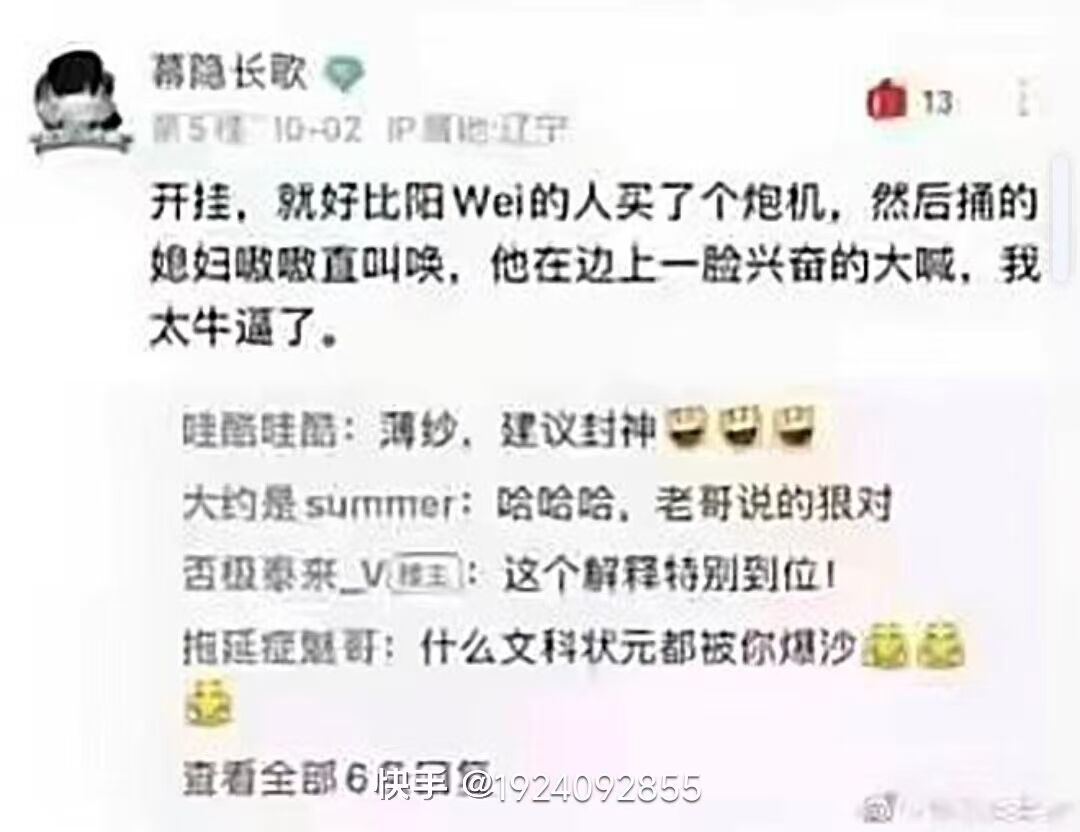 幕隐长歌
第5楼 10-02 IP属地:辽宁
13
开挂，就好比阳Wei的人买了个炮机，然后捅的
媳妇嗷嗷直叫唤，他在边上一脸兴奋的大喊，我
太牛逼了。
哇酷哇酷：薄纱，建议封神
大约是summer：哈哈哈，老哥说的狠对
否极泰来_V 楼主：这个解释特别到位！
拖延症魅哥：什么文科状元都被你爆沙
查看全部6条回复
快手 @1924092855